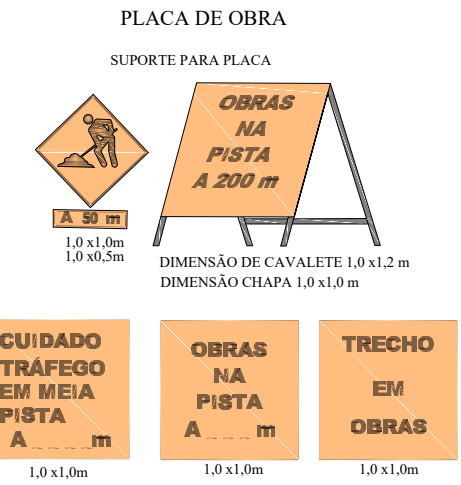 PLACA DE OBRA
SUPORTE PARA PLACA
OBRAS
NA
PISTA
A 200 m
A 50 m
1,0 x1,0m
1,0 x0,5m
DIMENSÃO DE CAVALETE 1,0 x1,2 m
DIMENSÃO CHAPA 1,0 x1,0 m
CUIDADO
TRÁFEGO
EM MEIA
PISTA
A _ _ _ _ m
1,0 x1,0m
OBRAS
NA
PISTA
A _ _ _ m
1,0 x1,0m
TRECHO
EM
OBRAS
1,0 x1,0m